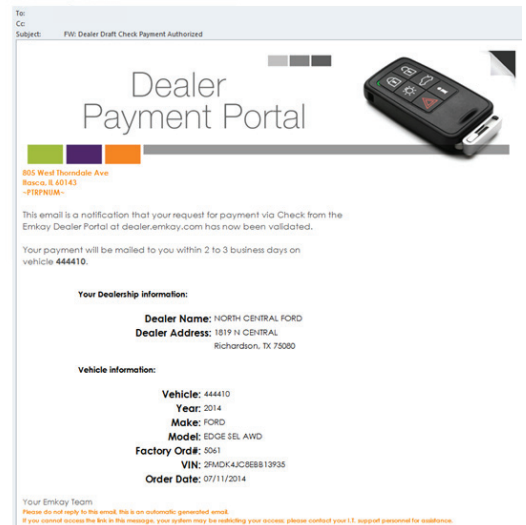 To:
Cc:
Subject: FW: Dealer Draft Check Payment Authorized
Dealer
Payment Portal
805 West Thorndale Ave
Itasca, IL 60143
~PTRPNUM~
This email is a notification that your request for payment via Check from the
Emkay Dealer Portal at dealer.emkay.com has now been validated.
Your payment will be mailed to you within 2 to 3 business days on
vehicle 444410.
Your Dealership information:
Dealer Name: NORTH CENTRAL FORD
Dealer Address: 1819 N CENTRAL
Richardson, TX 75080
Vehicle information:
Vehicle: 444410
Year: 2014
Make: FORD
Model: EDGE SEL AWD
Factory Ord#: 5061
VIN: 2FMDK4JC8EBB13935
Order Date: 07/11/2014
Your Emkay Team
Please do not reply to this email, this is an automatic generated email.
If you cannot access the link in this message, your system may be restricting your access, please contact your I.T. support personnel for assistance.